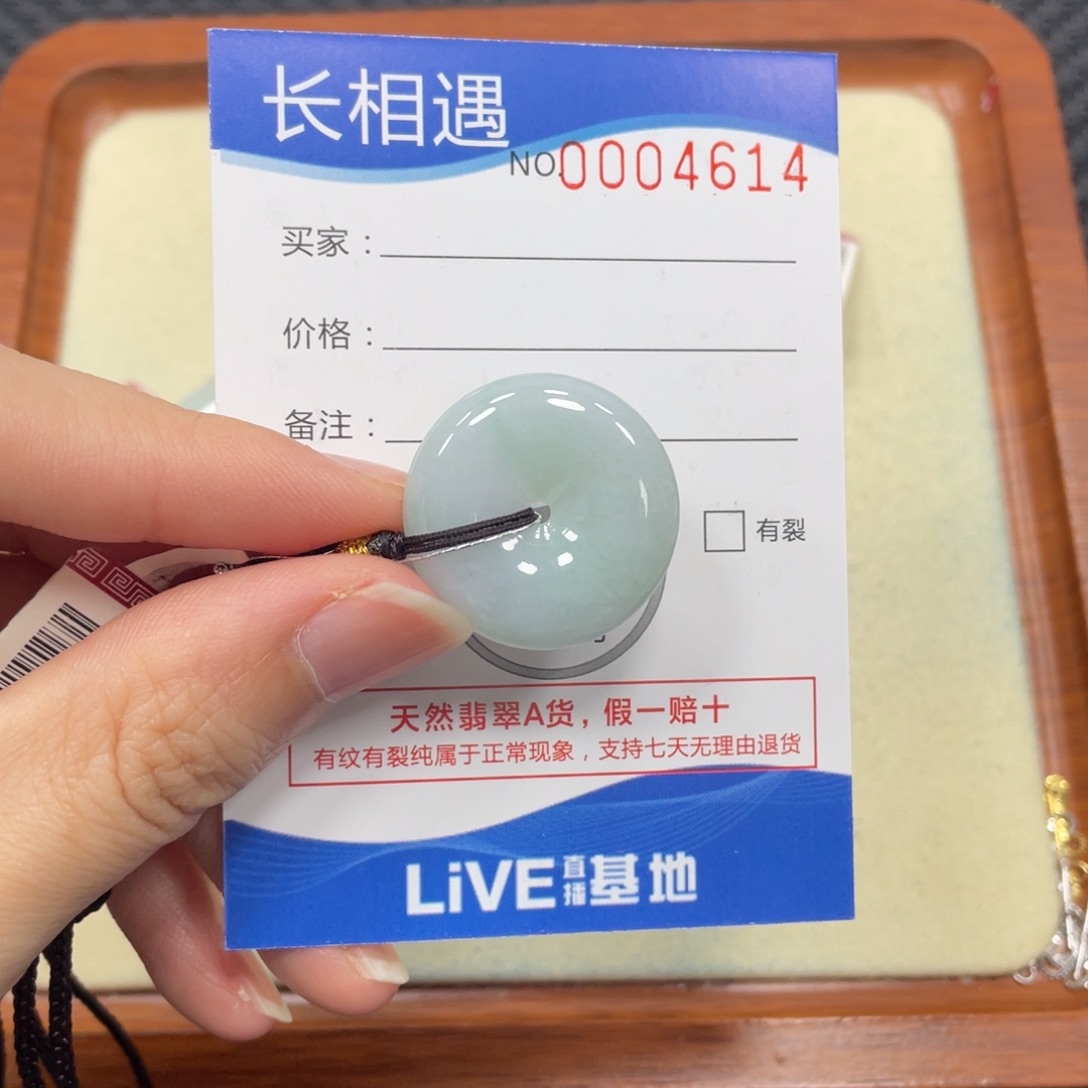 长相遇
NO.0004614
买家：
价格：
备注：
有裂
天然翡翠A货，假一赔十
有纹有裂纯属于正常现象，支持七天无理由退货
LiVE直播基地